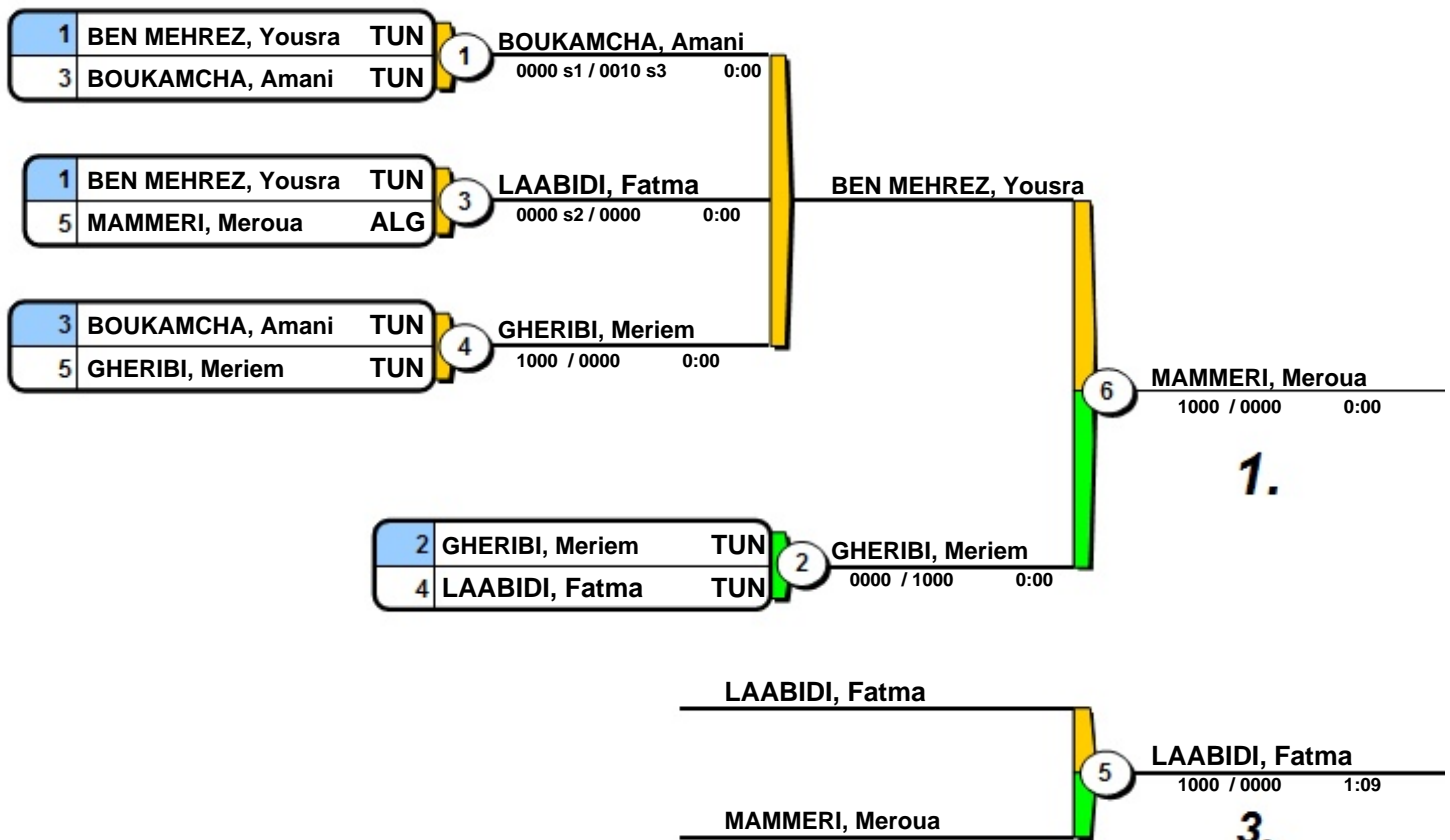 1 BEN MEHREZ, Yousra TUN
3 BOUKAMCHA, Amani TUN
1 BOUKAMCHA, Amani
0000 s1 / 0010 s3 0:00
1 BEN MEHREZ, Yousra TUN
5 MAMMERI, Meroua ALG
3 LAABIDI, Fatma
0000 s2 / 0000 0:00
BEN MEHREZ, Yousra
3 BOUKAMCHA, Amani TUN
5 GHERIBI, Meriem TUN
4 GHERIBI, Meriem
1000 / 0000 0:00
6 MAMMERI, Meroua
1000 / 0000 0:00
1.
2 GHERIBI, Meriem TUN
4 LAABIDI, Fatma TUN
2 GHERIBI, Meriem
0000 / 1000 0:00
LAABIDI, Fatma
5 LAABIDI, Fatma
1000 / 0000 1:09
MAMMERI, Meroua
3.